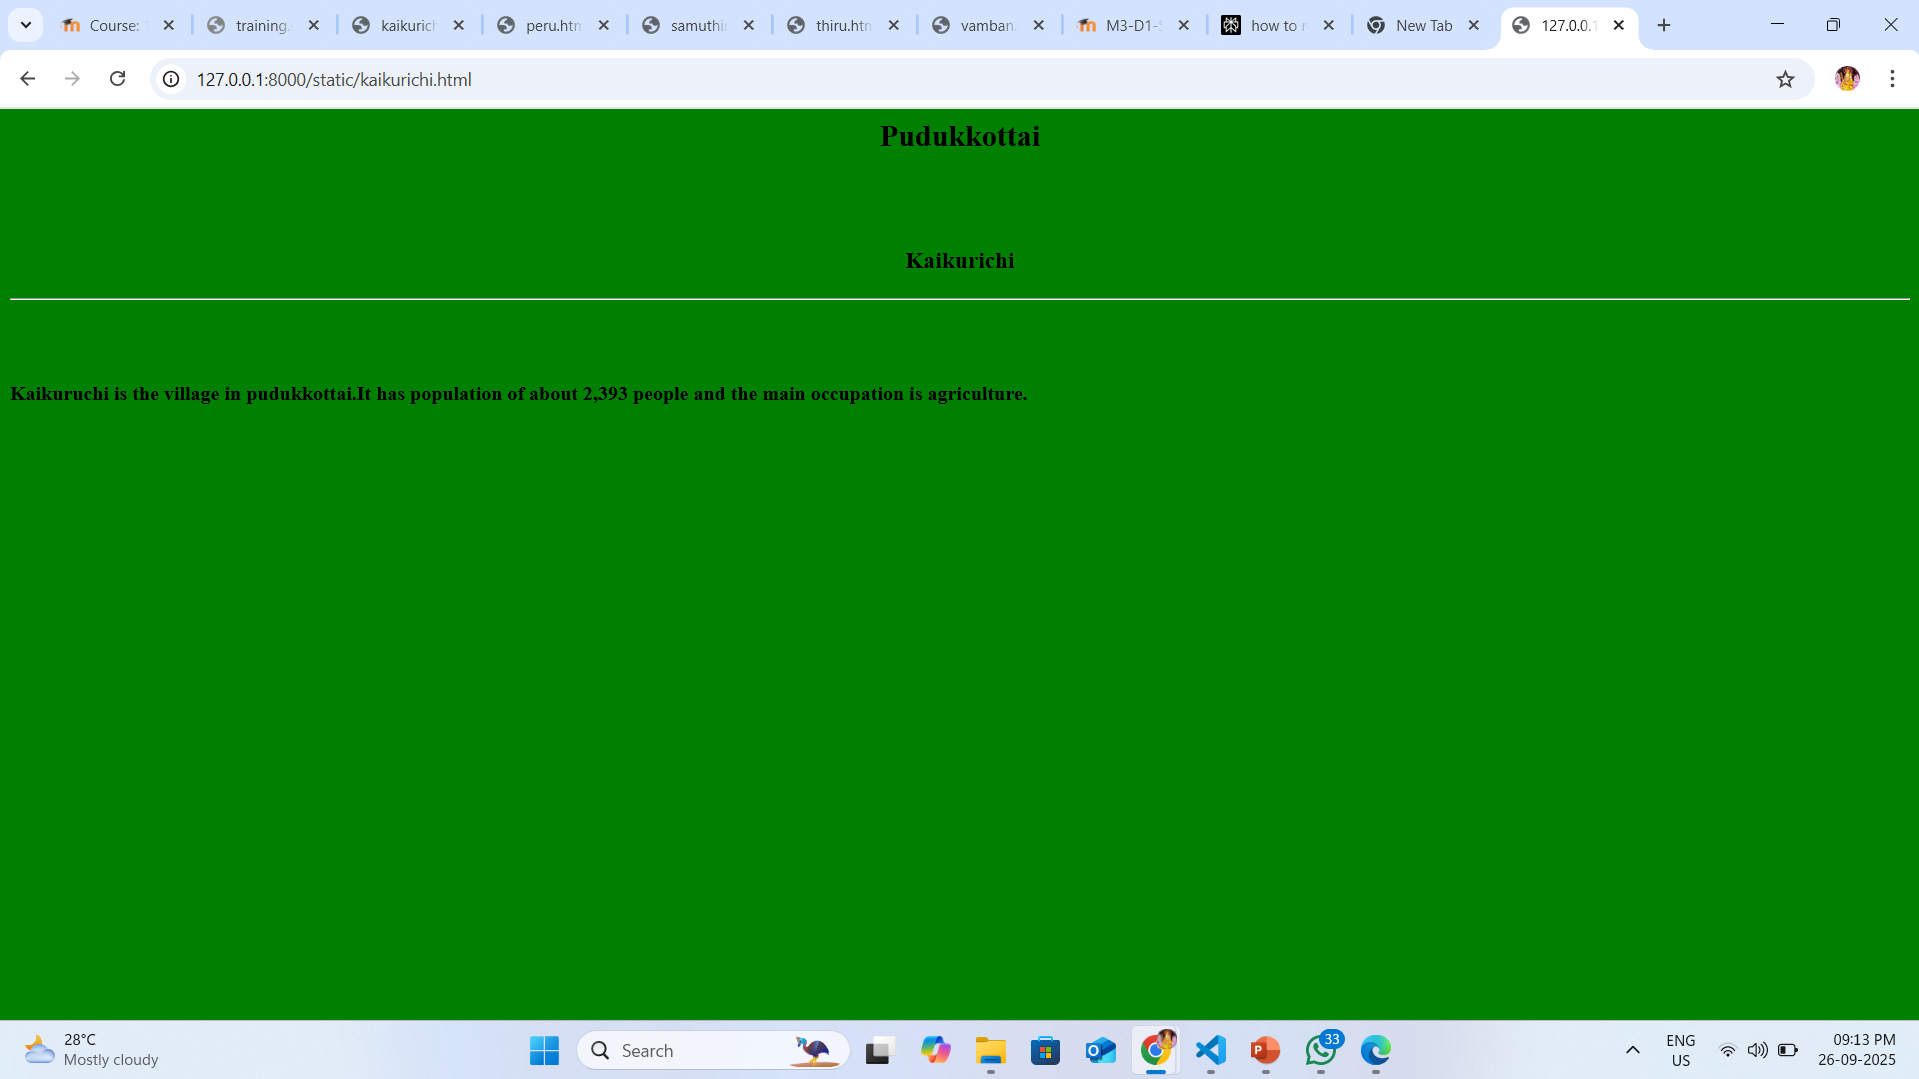 Course:
training.
kaikurich
peru.htm
samuthir
thiru.htm
vamban.
M3-D1-S
how to r
New Tab
127.0.0.1
127.0.0.1:8000/static/kaikurichi.html
Pudukkottai
Kaikurichi
Kaikuruchi is the village in pudukkottai.It has population of about 2,393 people and the main occupation is agriculture.
28°C
Mostly cloudy
Search
33
ENG
US
09:13 PM
26-09-2025